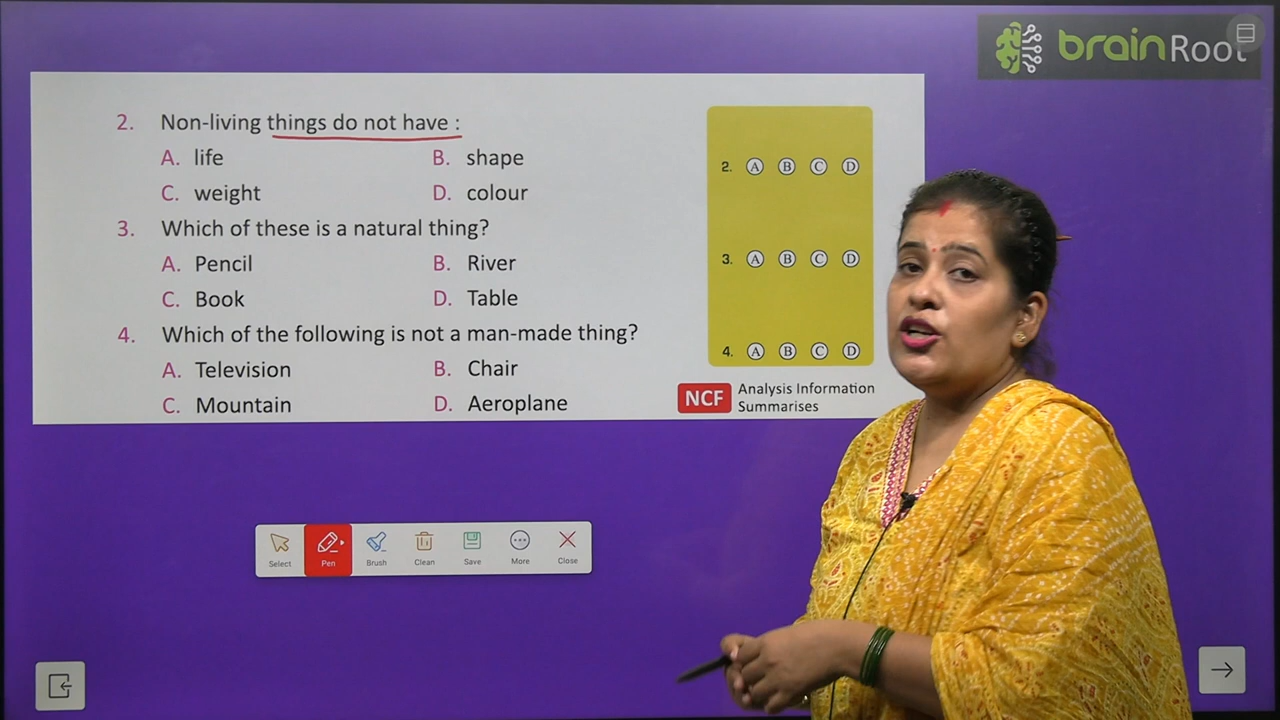 brainRoot
2. Non-living things do not have :
A. life B. shape
C. weight D. colour
3. Which of these is a natural thing?
A. Pencil B. River
C. Book D. Table
4. Which of the following is not a man-made thing?
A. Television B. Chair
C. Mountain D. Aeroplane
2. A B C D
3. A B C D
4. A B C D
NCF Analysis Information
Summarises
Select Pen Brush Clean Save More Close